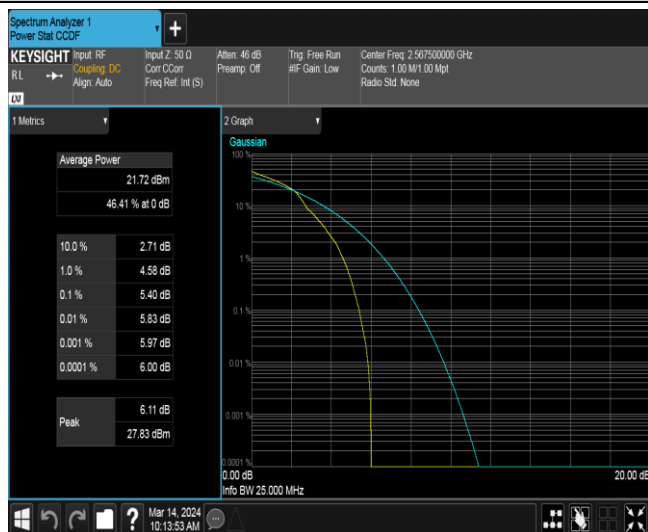 Spectrum Analyzer 1
Power Stat CCDF
+
KEYSIGHT
RL
LXI
Input: RF
Coupling: DC
Align: Auto
Input Z: 50 Ω
Corr CCorr
Freq Ref: Int (S)
Atten: 46 dB
Preamp: Off
Trig: Free Run
#IF Gain: Low
Center Freq: 2.567500000 GHz
Counts: 1.00 M/1.00 Mpt
Radio Std: None
1 Metrics
Average Power
21.72 dBm
46.41 % at 0 dB
10.0 % 2.71 dB
1.0 % 4.58 dB
0.1 % 5.40 dB
0.01 % 5.83 dB
0.001 % 5.97 dB
0.0001 % 6.00 dB
Peak
6.11 dB
27.83 dBm
2 Graph
Gaussian
100 %
10 %
1 %
0.1 %
0.01 %
0.001 %
0.0001 %
0.00 dB
20.00 dB
Info BW 25.000 MHz
?
Mar 14, 2024
10:13:53 AM